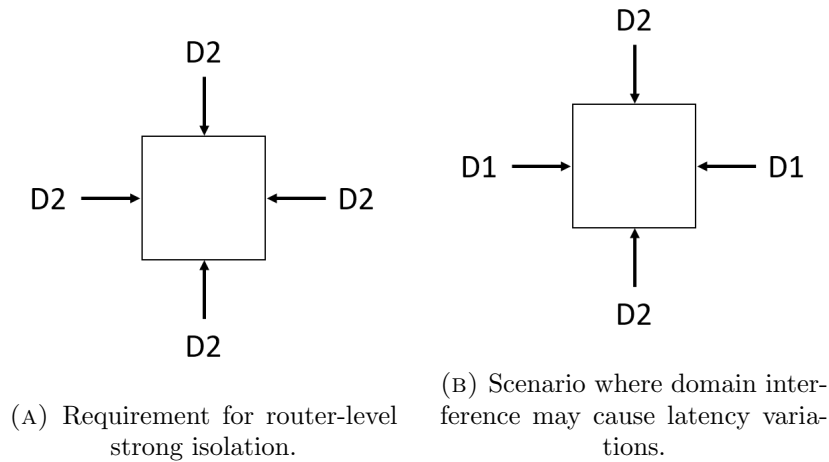 D2
D2
D2
D2
(A) Requirement for router-level
strong isolation.
D2
D1
D1
D2
(B) Scenario where domain inter-
ference may cause latency varia-
tions.